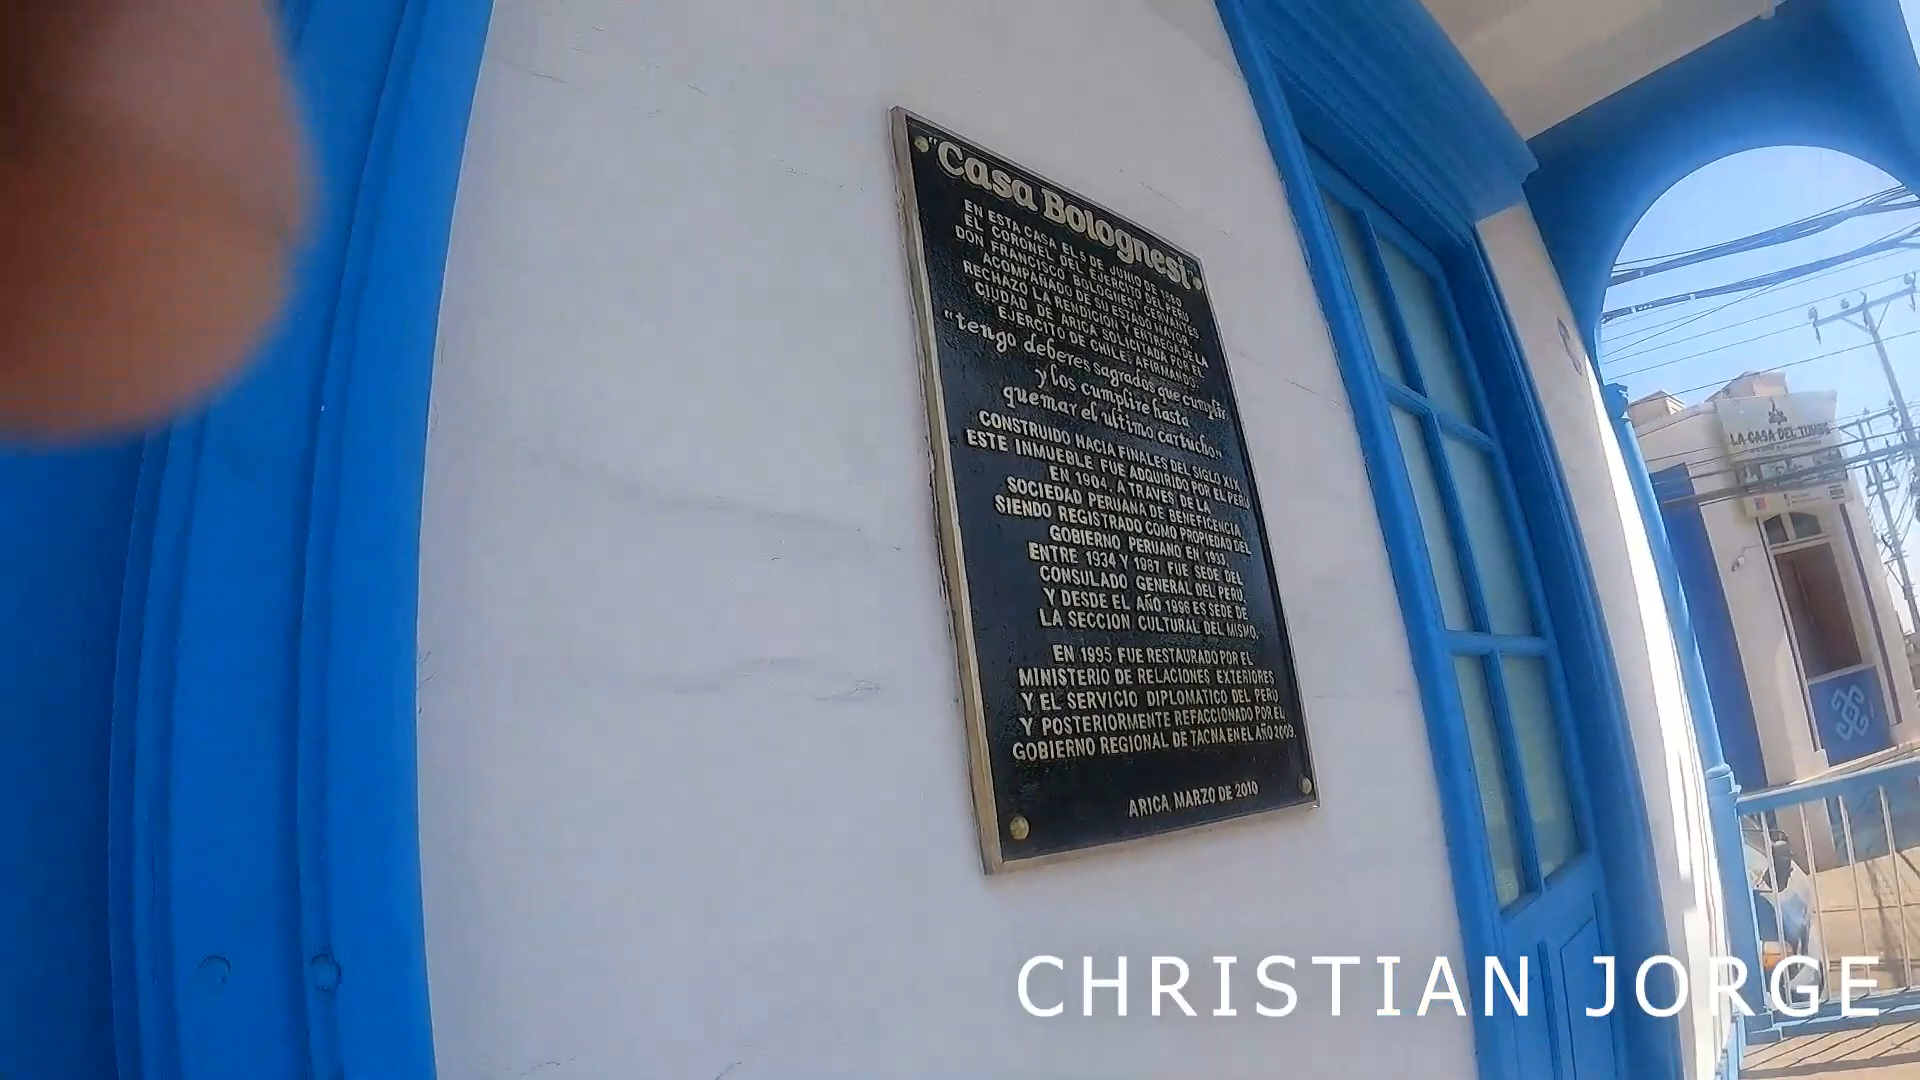 "Casa Bolognesi"
EN ESTA CASA EL 5 DE JUNIO DE 1880
EL CORONEL DEL EJERCITO DEL PERU
DON FRANCISCO BOLOGNESI CERVANTES
ACOMPAÑADO DE SU ESTADO MAYOR,
RECHAZO LA RENDICION Y ENTREGA DE LA
CIUDAD DE ARICA SOLICITADA POR EL
EJERCITO DE CHILE, AFIRMANDO:
"tengo deberes sagrados que cumplir
y los cumplire hasta
quemar el ultimo cartucho"
CONSTRUIDO HACIA FINALES DEL SIGLO XIX,
ESTE INMUEBLE FUE ADQUIRIDO POR EL PERU
EN 1904, A TRAVES DE LA
SOCIEDAD PERUANA DE BENEFICENCIA,
SIENDO REGISTRADO COMO PROPIEDAD DEL
GOBIERNO PERUANO EN 1933.
ENTRE 1934 Y 1987 FUE SEDE DEL
CONSULADO GENERAL DEL PERU,
Y DESDE EL AÑO 1996 ES SEDE DE
LA SECCION CULTURAL DEL MISMO.
EN 1995 FUE RESTAURADO POR EL
MINISTERIO DE RELACIONES EXTERIORES
Y EL SERVICIO DIPLOMATICO DEL PERU
Y POSTERIORMENTE REFACCIONADO POR EL
GOBIERNO REGIONAL DE TACNA EN EL AÑO 2009.
ARICA, MARZO DE 2010
LA CASA DEL TUMBE
CHRISTIAN JORGE